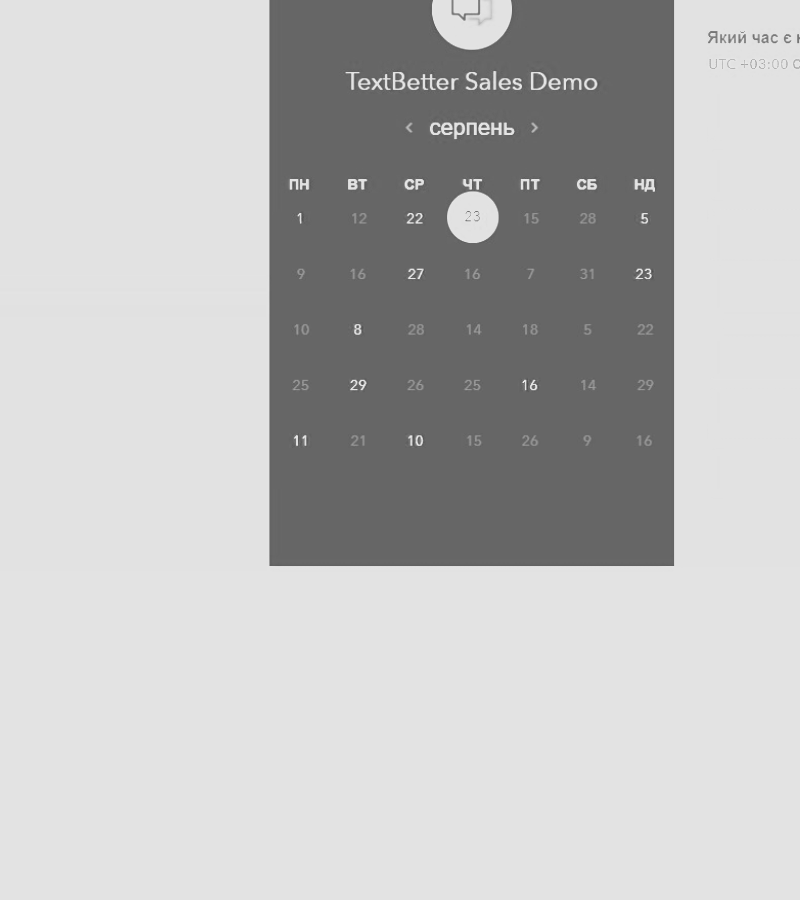 TextBetter Sales Demo
‹ серпень ›
ПН ВТ СР ЧТ ПТ СБ НД
1 12 22 23 15 28 5
9 16 27 16 7 31 23
10 8 28 14 18 5 22
25 29 26 25 16 14 29
11 21 10 15 26 9 16
Який час є
UTC +03:00